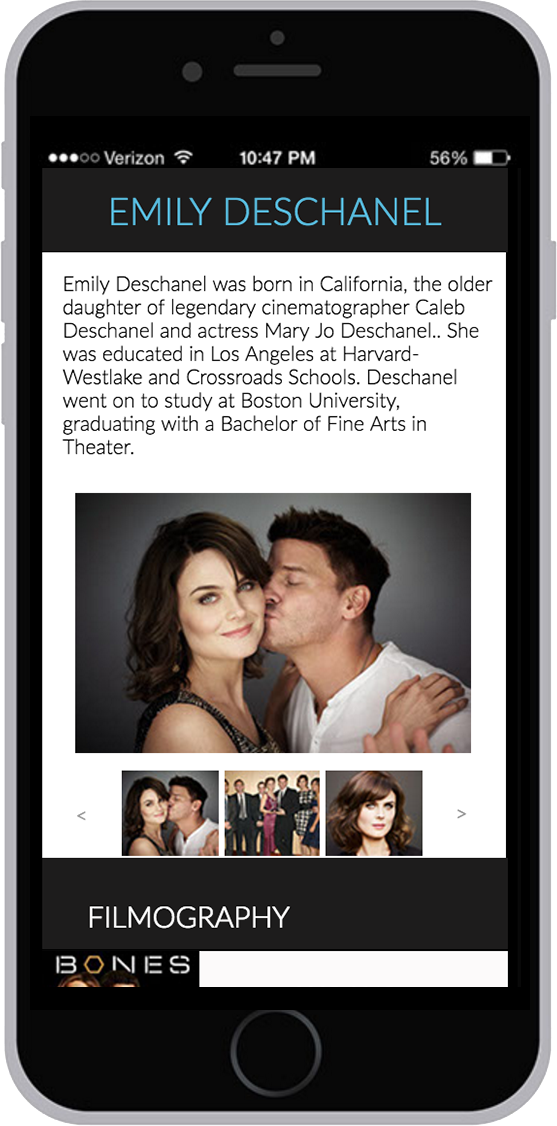 Verizon 10:47 PM 56%
EMILY DESCHANEL
Emily Deschanel was born in California, the older
daughter of legendary cinematographer Caleb
Deschanel and actress Mary Jo Deschanel.. She
was educated in Los Angeles at Harvard-
Westlake and Crossroads Schools. Deschanel
went on to study at Boston University,
graduating with a Bachelor of Fine Arts in
Theater.
< >
FILMOGRAPHY
BONES